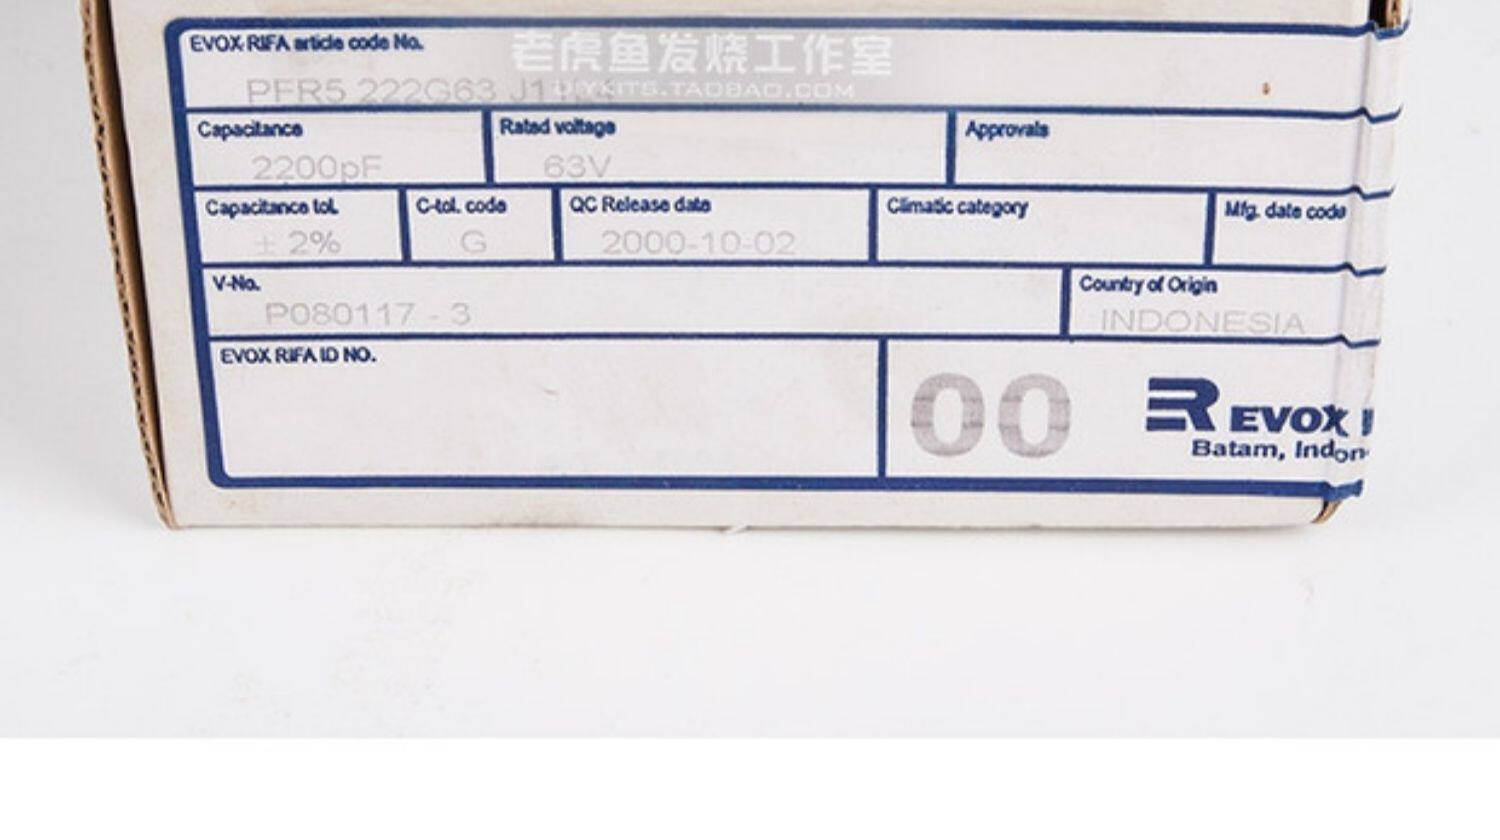 EVOX-RIFA article code No.
老虎鱼发烧工作室
PFR5 222G63
DIYKITS.TAOBAO.COM
Capacitance
Rated voltage
Approvals
2200pF
63V
Capacitance tol.
C-tol. code
QC Release date
Climatic category
Mfg. date code
± 2%
G
2000-10-02
V-No.
Country of Origin
P080117 - 3
INDONESIA
EVOX RIFA ID NO.
00
EVOX
Batam, Indon